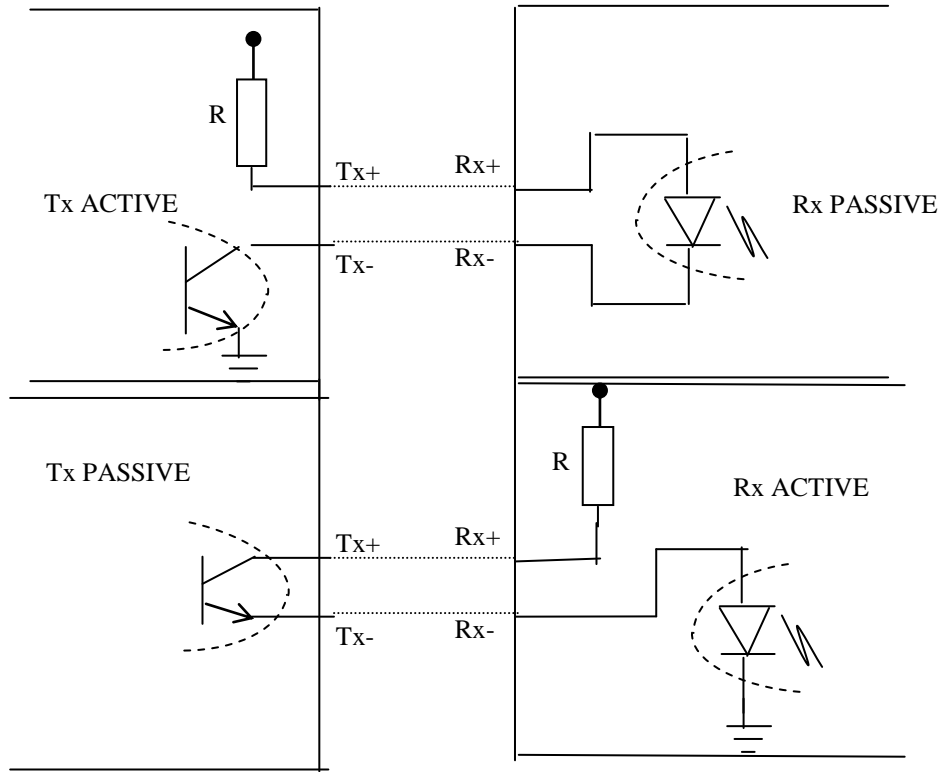 R
Tx+
Rx+
Tx ACTIVE
Rx PASSIVE
Tx-
Rx-
R
Tx PASSIVE
Rx ACTIVE
Tx+
Rx+
Tx-
Rx-